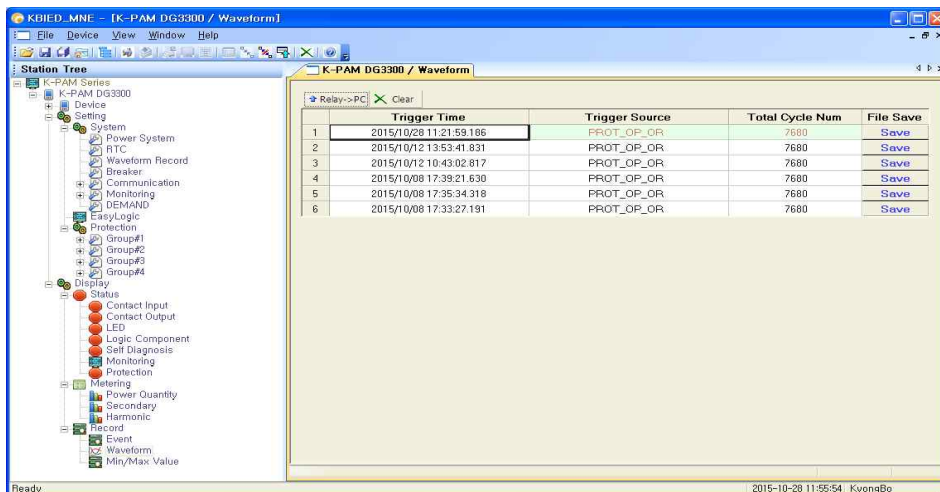 KBIED_MNE - [K-PAM DG3300 / Waveform]
File Device View Window Help
Station Tree
K-PAM Series
K-PAM DG3300
Device
Setting
System
Power System
RTC
Waveform Record
Breaker
Communication
Monitoring
DEMAND
EasyLogic
Protection
Group#1
Group#2
Group#3
Group#4
Display
Status
Contact Input
Contact Output
LED
Logic Component
Self Diagnosis
Monitoring
Protection
Metering
Power Quantity
Secondary
Harmonic
Record
Event
Waveform
Min/Max Value
K-PAM DG3300 / Waveform
Relay->PC Clear
Trigger Time Trigger Source Total Cycle Num File Save
1 2015/10/28 11:21:59.186 PROT_OP_OR 7680 Save
2 2015/10/12 13:53:41.831 PROT_OP_OR 7680 Save
3 2015/10/12 10:43:02.817 PROT_OP_OR 7680 Save
4 2015/10/08 17:39:21.630 PROT_OP_OR 7680 Save
5 2015/10/08 17:35:34.318 PROT_OP_OR 7680 Save
6 2015/10/08 17:33:27.191 PROT_OP_OR 7680 Save
Ready 2015-10-28 11:55:54 KyongBo